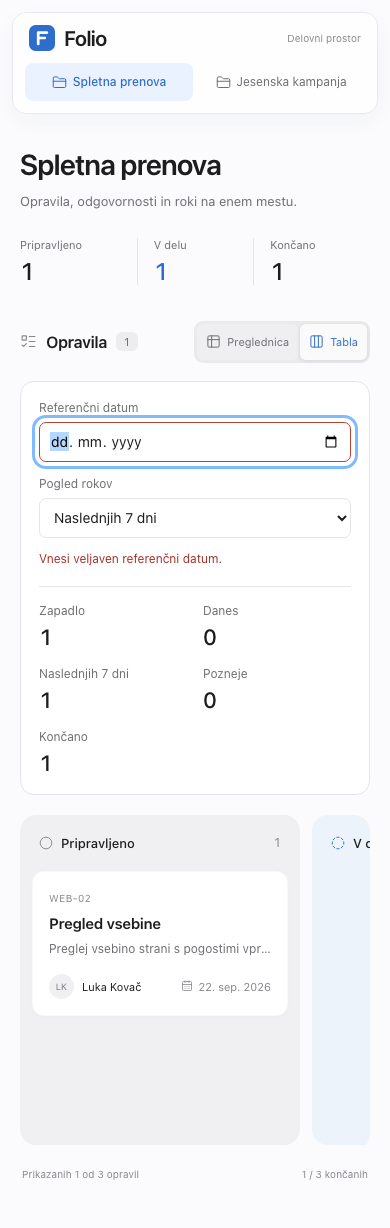 Folio
Delovni prostor
Spletna prenova
Jesenska kampanja
Spletna prenova
Opravila, odgovornosti in roki na enem mestu.
Pripravljeno
V delu
Končano
1
1
1
Opravila 1
Preglednica
Tabla
Referenčni datum
dd. mm. yyyy
Pogled rokov
Naslednjih 7 dni
Vnesi veljaven referenčni datum.
Zapadlo
Danes
1
0
Naslednjih 7 dni
Pozneje
1
0
Končano
1
Pripravljeno 1
WEB-02
Pregled vsebine
Preglej vsebino strani s pogostimi vpr…
LK Luka Kovač
22. sep. 2026
Prikazanih 1 od 3 opravil
1 / 3 končanih